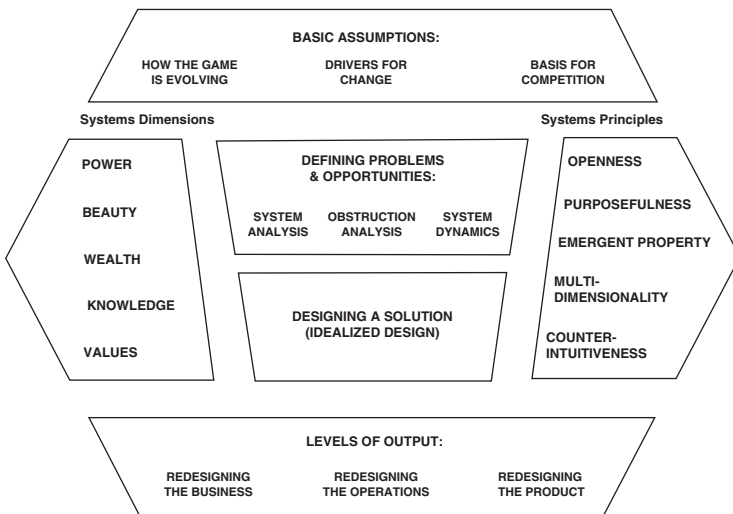 BASIC ASSUMPTIONS:
HOW THE GAME
IS EVOLVING
DRIVERS FOR
CHANGE
BASIS FOR
COMPETITION
Systems Dimensions
POWER
BEAUTY
WEALTH
KNOWLEDGE
VALUES
DEFINING PROBLEMS
& OPPORTUNITIES:
SYSTEM
ANALYSIS
OBSTRUCTION
ANALYSIS
SYSTEM
DYNAMICS
DESIGNING A SOLUTION
(IDEALIZED DESIGN)
Systems Principles
OPENNESS
PURPOSEFULNESS
EMERGENT PROPERTY
MULTI-
DIMENSIONALITY
COUNTER-
INTUITIVENESS
LEVELS OF OUTPUT:
REDESIGNING
THE BUSINESS
REDESIGNING
THE OPERATIONS
REDESIGNING
THE PRODUCT